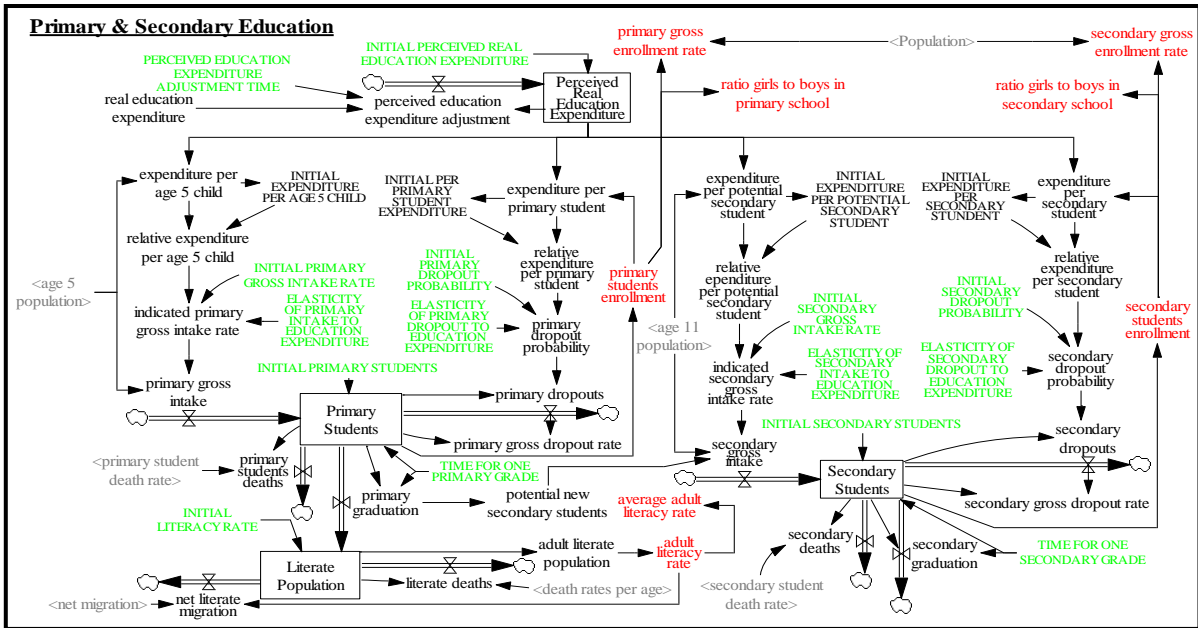 Primary & Secondary Education
PERCEIVED EDUCATION
EXPENDITURE
ADJUSTMENT TIME
INITIAL PERCEIVED REAL
EDUCATION EXPENDITURE
real education
expenditure
perceived education
expenditure adjustment
Perceived
Real
Education
Expenditure
primary gross
enrollment rate
<Population>
secondary gross
enrollment rate
ratio girls to boys in
primary school
ratio girls to boys in
secondary school
expenditure per
age 5 child
INITIAL
EXPENDITURE
PER AGE 5 CHILD
relative expenditure
per age 5 child
<age 5
population>
INITIAL PRIMARY
GROSS INTAKE RATE
indicated primary
gross intake rate
ELASTICITY
OF PRIMARY
INTAKE TO
EDUCATION
EXPENDITURE
primary gross
intake
INITIAL PER
PRIMARY
STUDENT
EXPENDITURE
expenditure per
primary student
relative
expenditure
per primary
student
INITIAL
PRIMARY
DROPOUT
PROBABILITY
ELASTICITY
OF PRIMARY
DROPOUT TO
EDUCATION
EXPENDITURE
primary
dropout
probability
primary
students
enrollment
INITIAL PRIMARY STUDENTS
Primary
Students
primary dropouts
primary gross dropout rate
<primary student
death rate>
primary
students
deaths
primary
graduation
TIME FOR ONE
PRIMARY GRADE
potential new
secondary students
INITIAL
LITERACY RATE
Literate
Population
adult literate
population
adult
literacy
rate
average adult
literacy rate
literate deaths
<death rates per age>
<net migration>
net literate
migration
expenditure
per potential
secondary
student
INITIAL
EXPENDITURE
PER POTENTIAL
SECONDARY
STUDENT
relative
ependiture
per potential
secondary
student
<age 11
population>
INITIAL
SECONDARY
GROSS
INTAKE RATE
indicated
secondary
gross
intake rate
ELASTICITY OF
SECONDARY
INTAKE TO
EDUCATION
EXPENDITURE
secondary
gross
intake
INITIAL
EXPENDITURE
PER
SECONDARY
STUNDENT
expenditure
per
secondary
student
relative
expenditure
per secondary
student
INITIAL
SECONDARY
DROPOUT
PROBABILITY
ELASTICITY OF
SECONDARY
DROPOUT TO
EDUCATION
EXPENDITURE
secondary
dropout
probability
secondary
students
enrollment
INITIAL SECONDARY STUDENTS
Secondary
Students
secondary
dropouts
secondary gross dropout rate
secondary
deaths
<secondary student
death rate>
secondary
graduation
TIME FOR ONE
SECONDARY GRADE